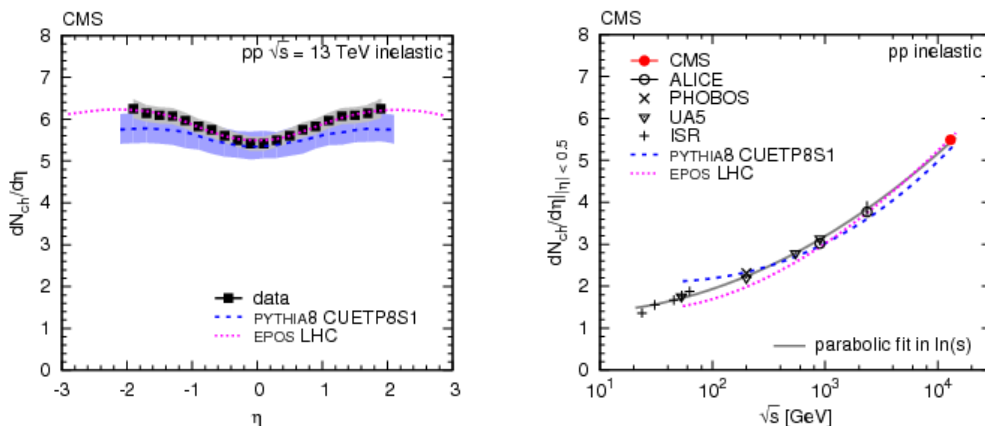 CMS
pp √s = 13 TeV inelastic
8
7
6
5
4
3
2
1
0
dN_ch/dη
data
PYTHIA8 CUETP8S1
EPOS LHC
-3 -2 -1 0 1 2 3
η
CMS
pp inelastic
8
7
6
5
4
3
2
1
0
dN_ch/dη|_|η| < 0.5
CMS
ALICE
PHOBOS
UA5
ISR
PYTHIA8 CUETP8S1
EPOS LHC
parabolic fit in ln(s)
10^1 10^2 10^3 10^4
√s [GeV]